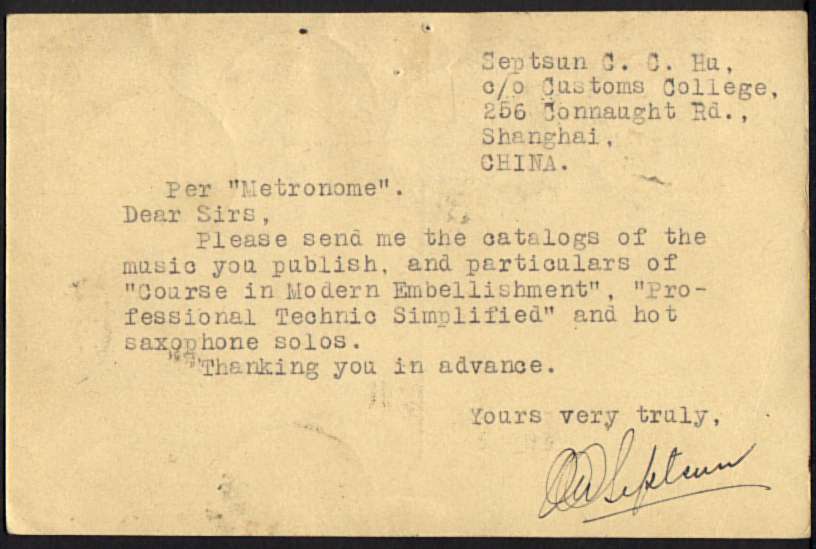 Septsun C. C. Hu,
c/o Customs College,
256 Connaught Rd.,
Shanghai,
CHINA.
Per "Metronome".
Dear Sirs,
Please send me the catalogs of the
music you publish, and particulars of
"Course in Modern Embellishment", "Pro-
fessional Technic Simplified" and hot
saxophone solos.
Thanking you in advance.
Yours very truly,
Septsun